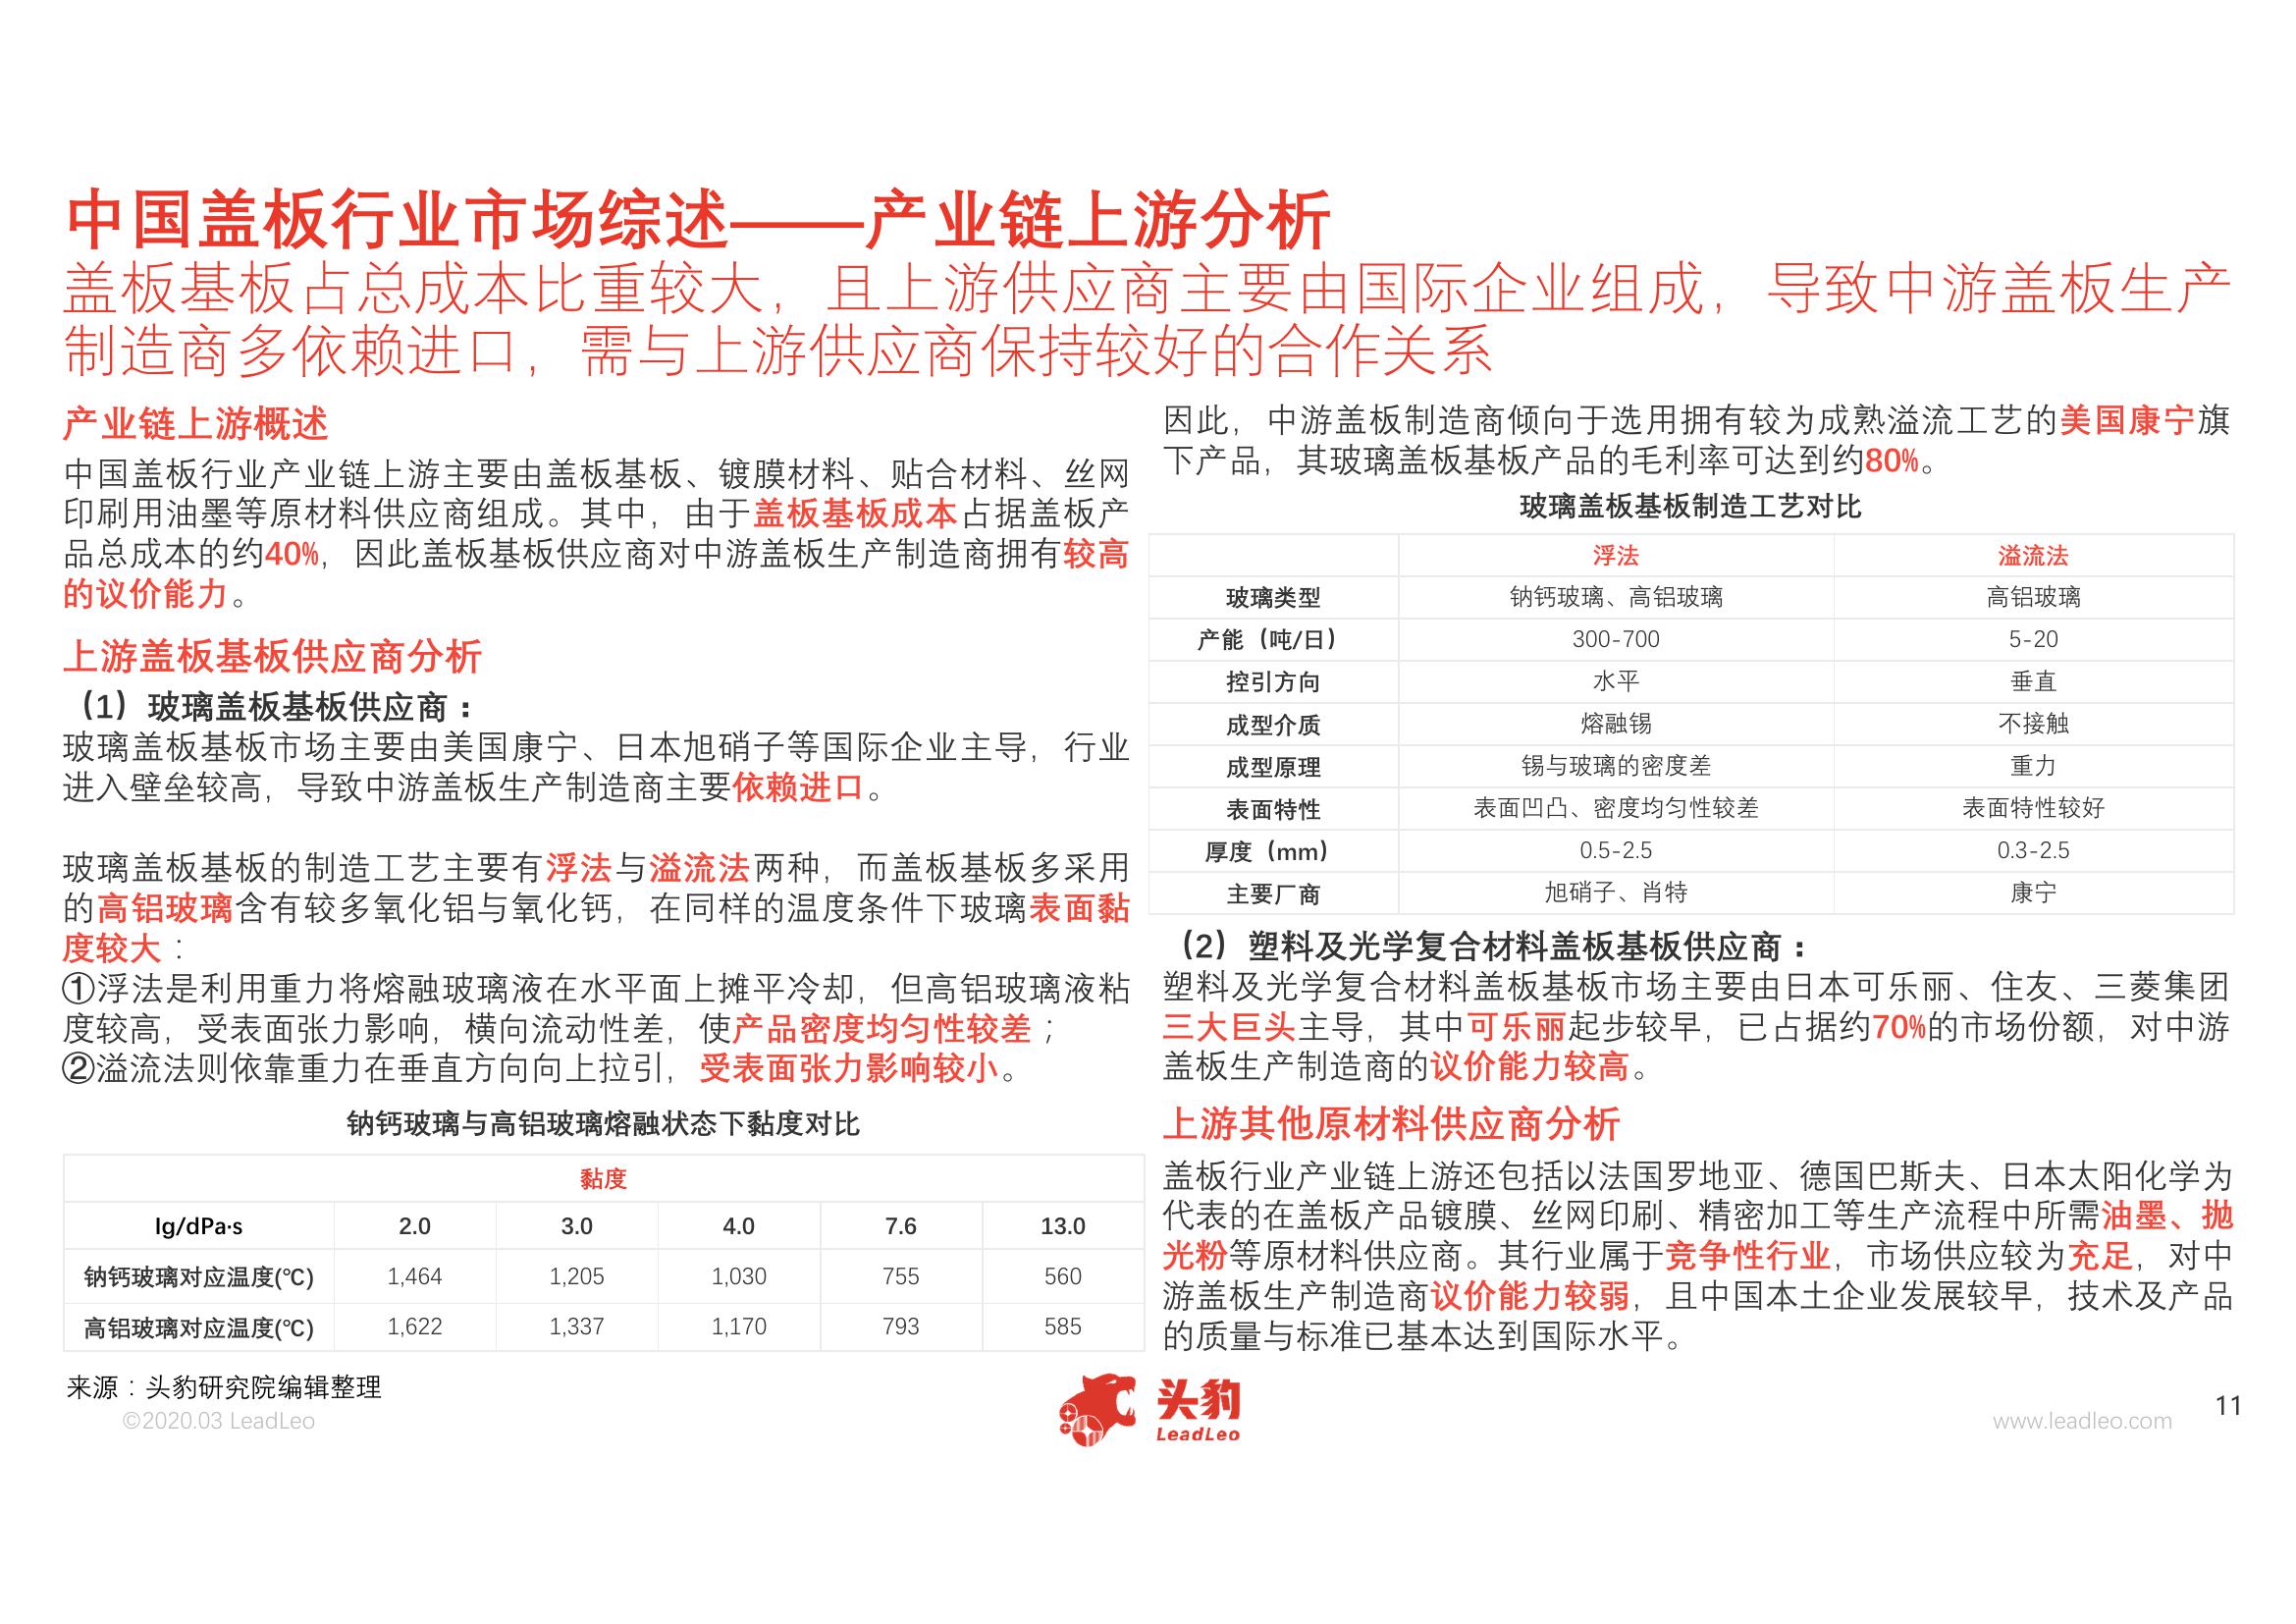 中国盖板行业市场综述——产业链上游分析
盖板基板占总成本比重较大，且上游供应商主要由国际企业组成，导致中游盖板生产
制造商多依赖进口，需与上游供应商保持较好的合作关系
产业链上游概述
中国盖板行业产业链上游主要由盖板基板、镀膜材料、贴合材料、丝网
印刷用油墨等原材料供应商组成。其中，由于盖板基板成本占据盖板产
品总成本的约40%，因此盖板基板供应商对中游盖板生产制造商拥有较高
的议价能力。
上游盖板基板供应商分析
（1）玻璃盖板基板供应商：
玻璃盖板基板市场主要由美国康宁、日本旭硝子等国际企业主导，行业
进入壁垒较高，导致中游盖板生产制造商主要依赖进口。
玻璃盖板基板的制造工艺主要有浮法与溢流法两种，而盖板基板多采用
的高铝玻璃含有较多氧化铝与氧化钙，在同样的温度条件下玻璃表面黏
度较大：
①浮法是利用重力将熔融玻璃液在水平面上摊平冷却，但高铝玻璃液粘
度较高，受表面张力影响，横向流动性差，使产品密度均匀性较差；
②溢流法则依靠重力在垂直方向向上拉引，受表面张力影响较小。
钠钙玻璃与高铝玻璃熔融状态下黏度对比
黏度
lg/dPa·s 2.0 3.0 4.0 7.6 13.0
钠钙玻璃对应温度(℃) 1,464 1,205 1,030 755 560
高铝玻璃对应温度(℃) 1,622 1,337 1,170 793 585
因此，中游盖板制造商倾向于选用拥有较为成熟溢流工艺的美国康宁旗
下产品，其玻璃盖板基板产品的毛利率可达到约80%。
玻璃盖板基板制造工艺对比
浮法 溢流法
玻璃类型 钠钙玻璃、高铝玻璃 高铝玻璃
产能（吨/日） 300-700 5-20
控引方向 水平 垂直
成型介质 熔融锡 不接触
成型原理 锡与玻璃的密度差 重力
表面特性 表面凹凸、密度均匀性较差 表面特性较好
厚度（mm） 0.5-2.5 0.3-2.5
主要厂商 旭硝子、肖特 康宁
（2）塑料及光学复合材料盖板基板供应商：
塑料及光学复合材料盖板基板市场主要由日本可乐丽、住友、三菱集团
三大巨头主导，其中可乐丽起步较早，已占据约70%的市场份额，对中游
盖板生产制造商的议价能力较高。
上游其他原材料供应商分析
盖板行业产业链上游还包括以法国罗地亚、德国巴斯夫、日本太阳化学为
代表的在盖板产品镀膜、丝网印刷、精密加工等生产流程中所需油墨、抛
光粉等原材料供应商。其行业属于竞争性行业，市场供应较为充足，对中
游盖板生产制造商议价能力较弱，且中国本土企业发展较早，技术及产品
的质量与标准已基本达到国际水平。
来源：头豹研究院编辑整理
©2020.03 LeadLeo
头豹
LeadLeo
www.leadleo.com
11